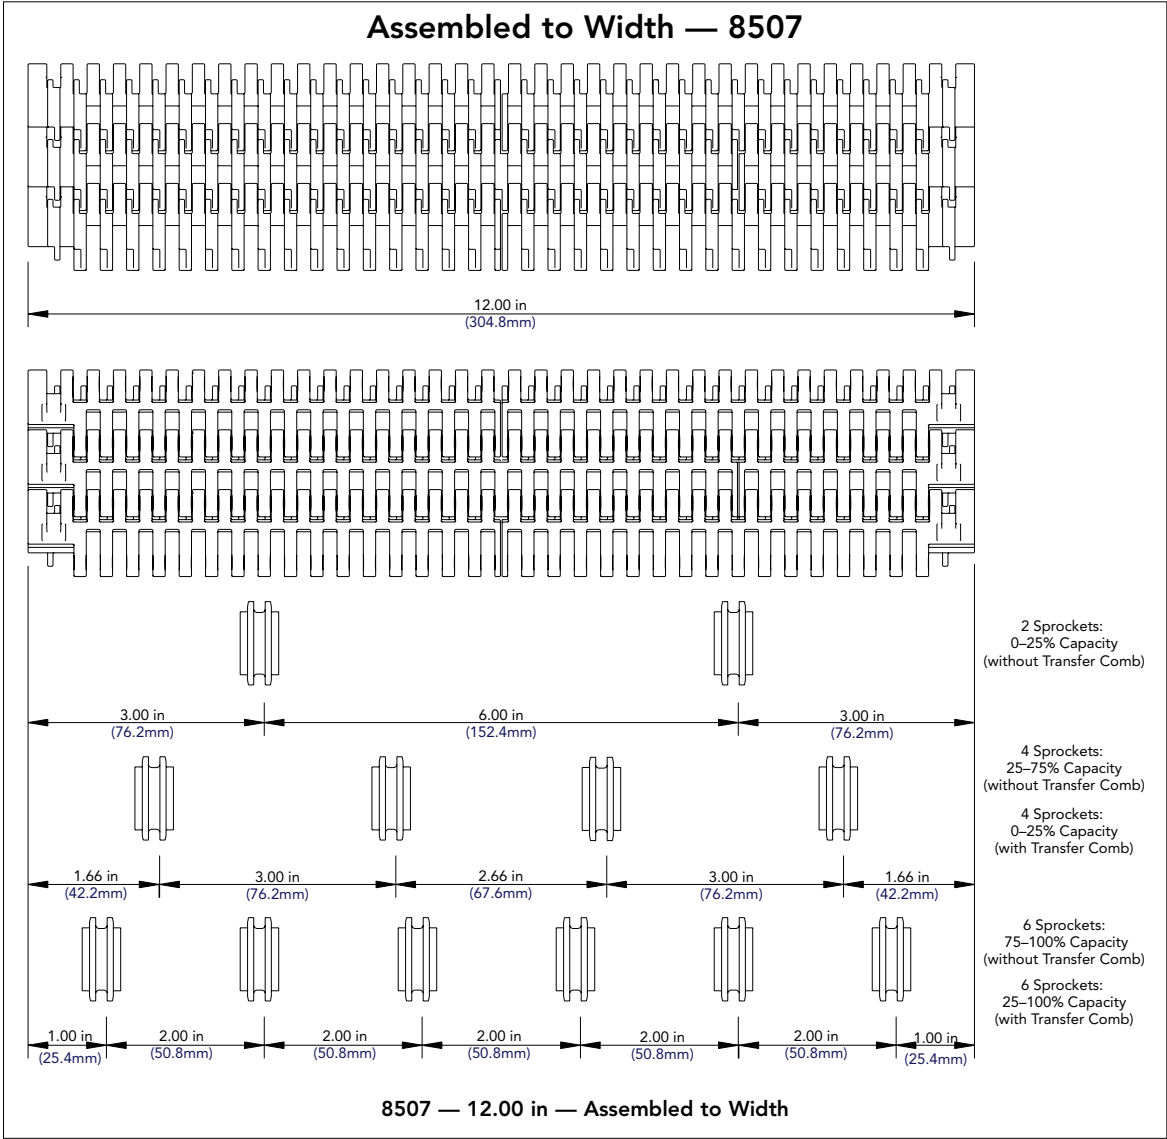 Assembled to Width — 8507
12.00 in
(304.8mm)
2 Sprockets:
0–25% Capacity
(without Transfer Comb)
3.00 in
(76.2mm)
6.00 in
(152.4mm)
3.00 in
(76.2mm)
4 Sprockets:
25–75% Capacity
(without Transfer Comb)
4 Sprockets:
0–25% Capacity
(with Transfer Comb)
1.66 in
(42.2mm)
3.00 in
(76.2mm)
2.66 in
(67.6mm)
3.00 in
(76.2mm)
1.66 in
(42.2mm)
6 Sprockets:
75–100% Capacity
(without Transfer Comb)
6 Sprockets:
25–100% Capacity
(with Transfer Comb)
1.00 in
(25.4mm)
2.00 in
(50.8mm)
2.00 in
(50.8mm)
2.00 in
(50.8mm)
2.00 in
(50.8mm)
2.00 in
(50.8mm)
1.00 in
(25.4mm)
8507 — 12.00 in — Assembled to Width